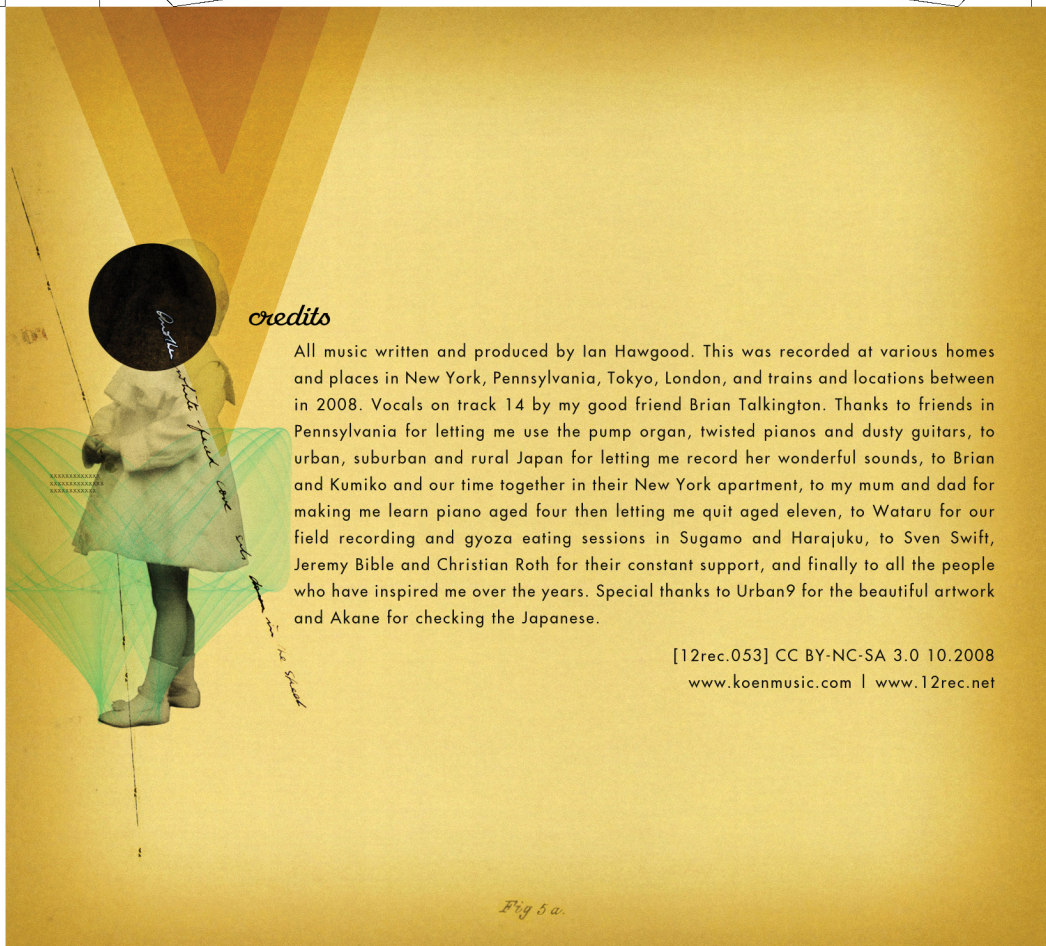 credits
All music written and produced by Ian Hawgood. This was recorded at various homes
and places in New York, Pennsylvania, Tokyo, London, and trains and locations between
in 2008. Vocals on track 14 by my good friend Brian Talkington. Thanks to friends in
Pennsylvania for letting me use the pump organ, twisted pianos and dusty guitars, to
urban, suburban and rural Japan for letting me record her wonderful sounds, to Brian
and Kumiko and our time together in their New York apartment, to my mum and dad for
making me learn piano aged four then letting me quit aged eleven, to Wataru for our
field recording and gyoza eating sessions in Sugamo and Harajuku, to Sven Swift,
Jeremy Bible and Christian Roth for their constant support, and finally to all the people
who have inspired me over the years. Special thanks to Urban9 for the beautiful artwork
and Akane for checking the Japanese.
[12rec.053] CC BY-NC-SA 3.0 10.2008
www.koenmusic.com | www.12rec.net
Another white
Fig 5 a.